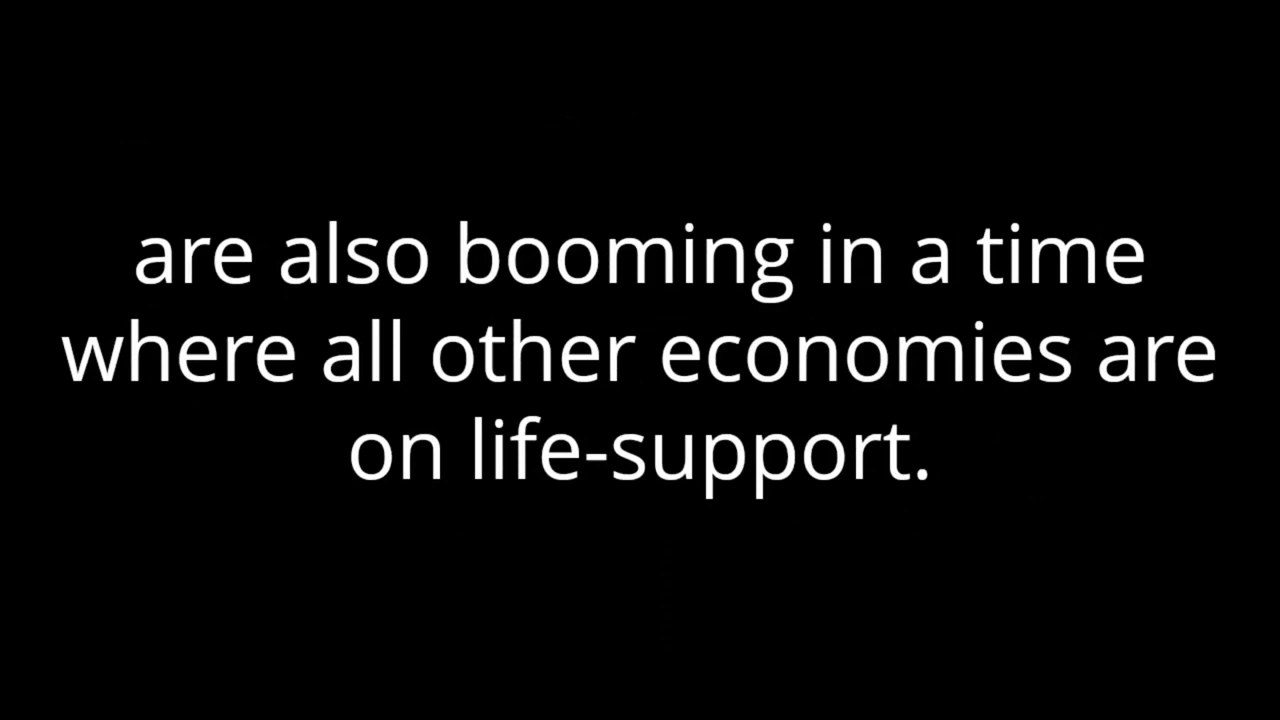 are also booming in a time
where all other economies are
on life-support.